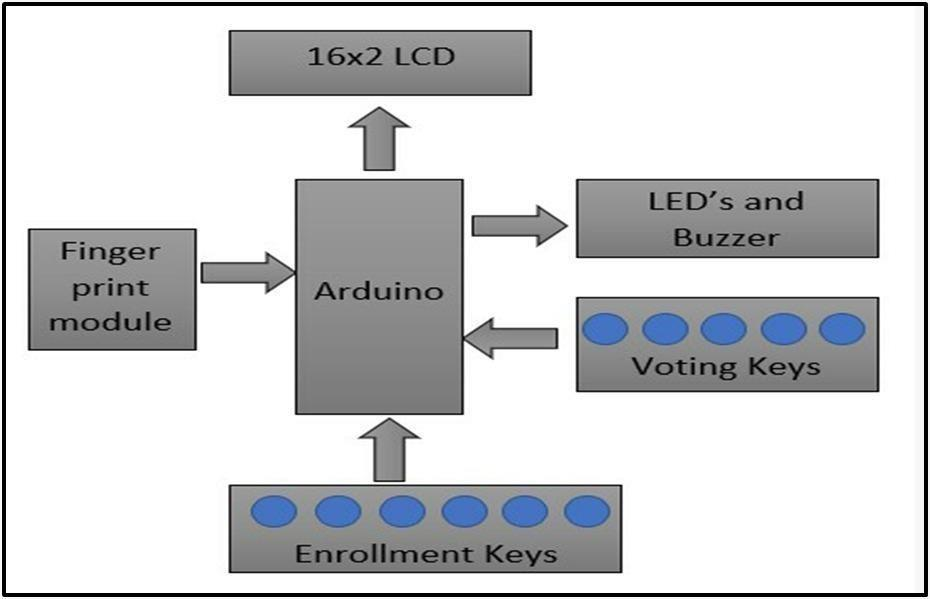 16x2 LCD
LED's and
Buzzer
Finger
print
module
Arduino
Voting Keys
Enrollment Keys